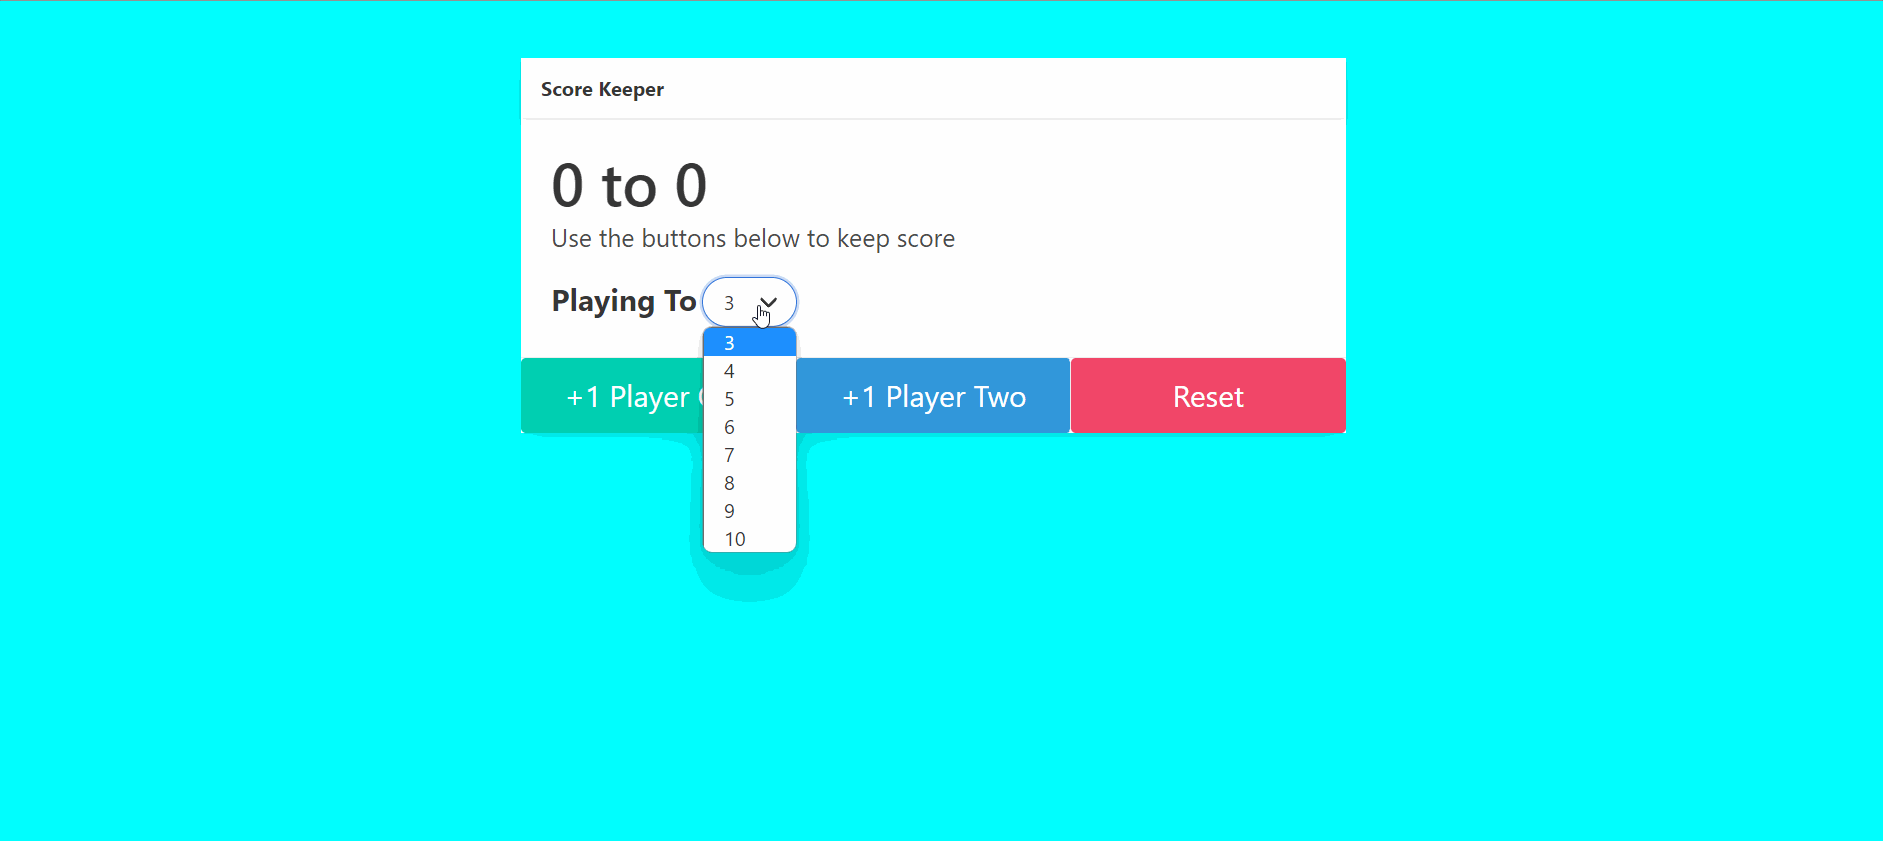 Score Keeper
0 to 0
Use the buttons below to keep score
Playing To 3
3
4
5
6
7
8
9
10
+1 Player
+1 Player Two
Reset